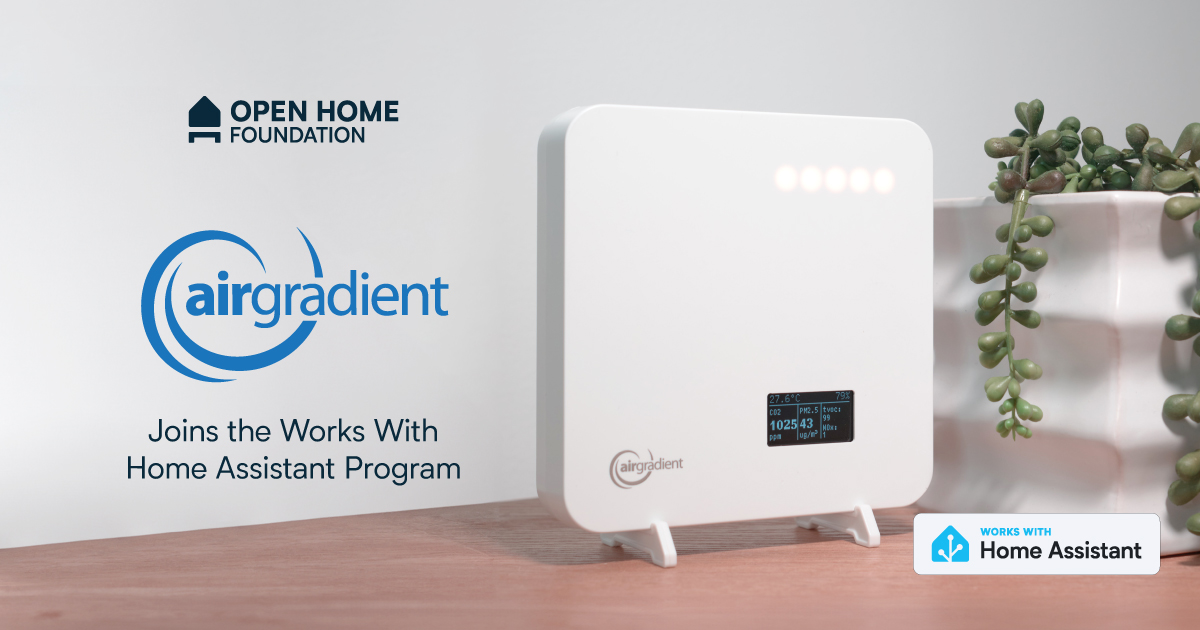 OPEN HOME
FOUNDATION
airgradient
Joins the Works With
Home Assistant Program
27.6°C 79%
CO2 PM2.5 tvoc:
99
1025 43 NOx:
ppm ug/m³ 1
airgradient
WORKS WITH
Home Assistant